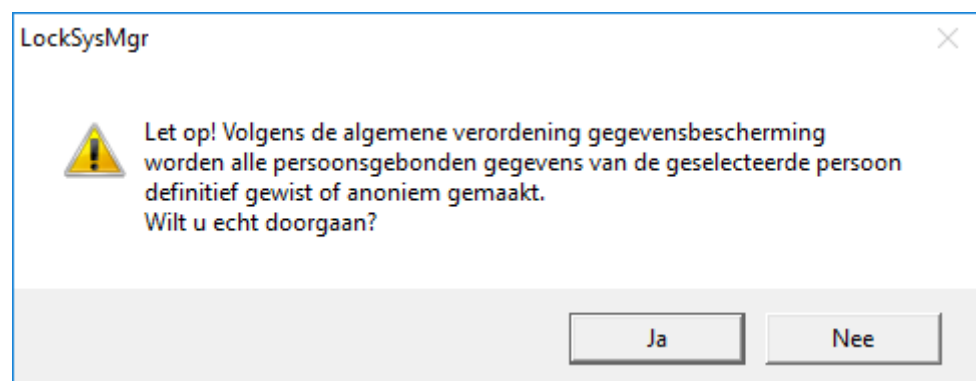 LockSysMgr
Let op! Volgens de algemene verordening gegevensbescherming
worden alle persoonsgebonden gegevens van de geselecteerde persoon
definitief gewist of anoniem gemaakt.
Wilt u echt doorgaan?
Ja
Nee